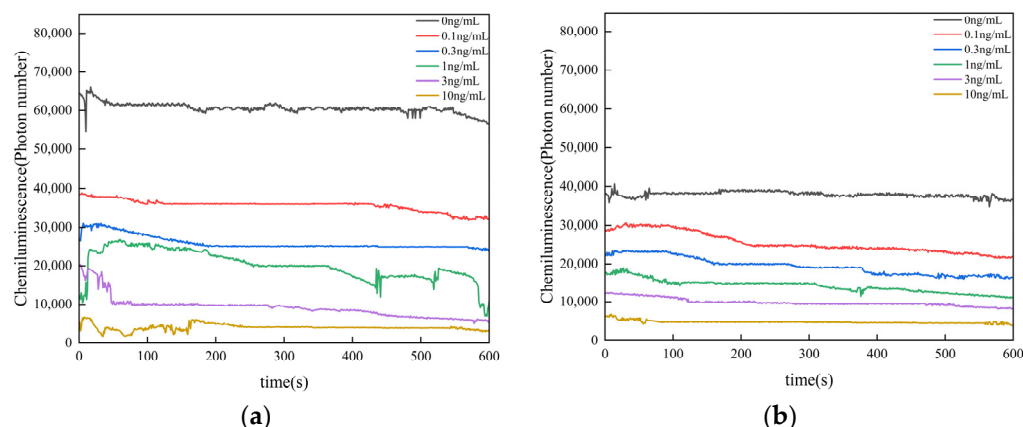 80,000
70,000
60,000
50,000
40,000
30,000
20,000
10,000
0
Chemiluminescence(Photon number)
0ng/mL
0.1ng/mL
0.3ng/mL
1ng/mL
3ng/mL
10ng/mL
0 100 200 300 400 500 600
time(s)
(a)
80,000
70,000
60,000
50,000
40,000
30,000
20,000
10,000
0
Chemiluminescence(Photon number)
0ng/mL
0.1ng/mL
0.3ng/mL
1ng/mL
3ng/mL
10ng/mL
0 100 200 300 400 500 600
time(s)
(b)